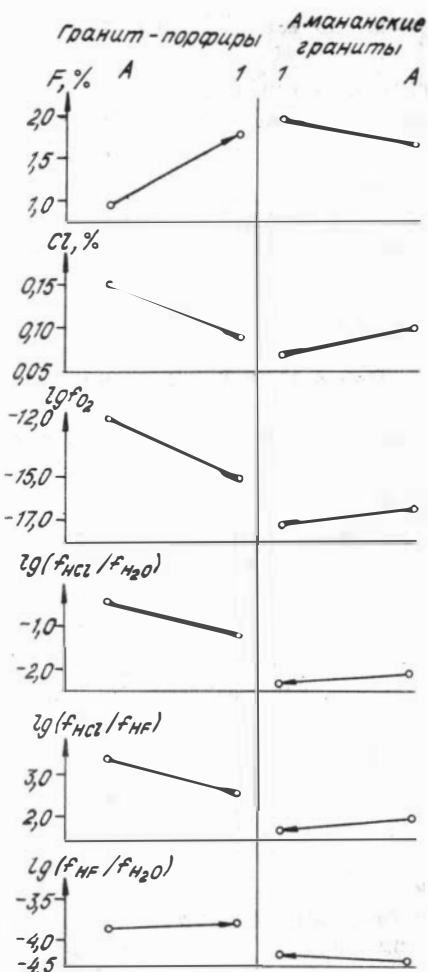 Гранит-порфиры
Амананские
граниты
A 1 1 A
F, %
2,0
1,5
1,0
Cl, %
0,15
0,10
0,05
lgfO2
-12,0
-15,0
-17,0
lg(fHCl/fH2O)
-1,0
-2,0
lg(fHCl/fHF)
3,0
2,0
lg(fHF/fH2O)
-3,5
-4,0
-4,5